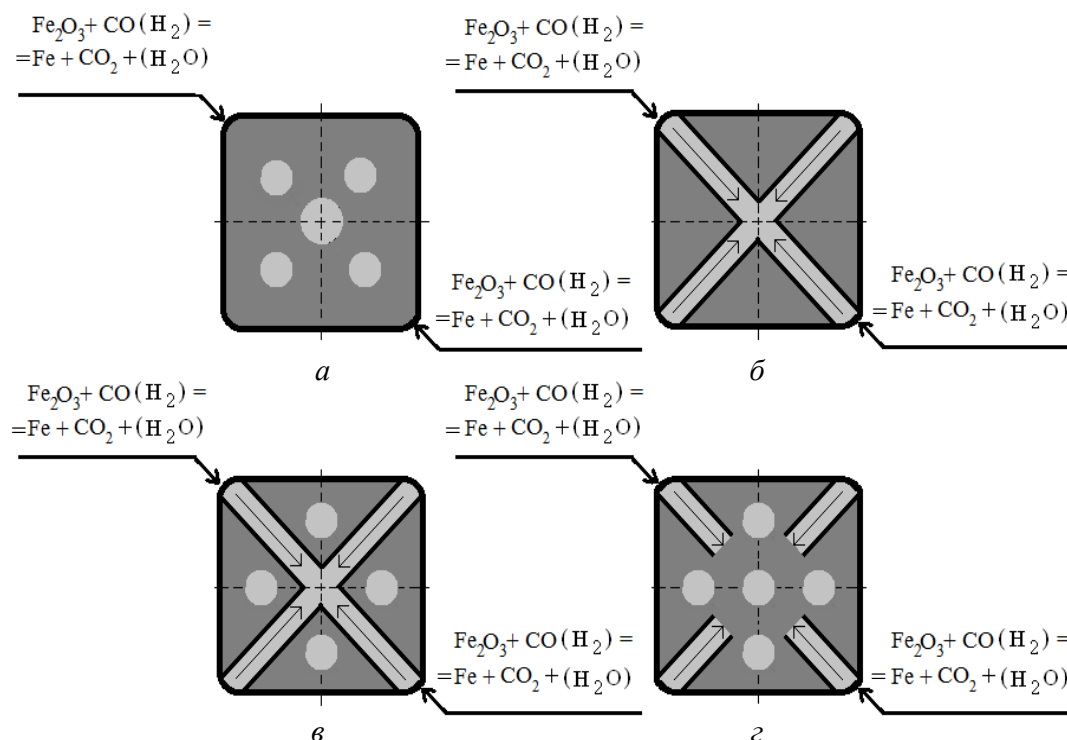 Fe₂O₃+ CO(H₂) =
=Fe + CO₂ +(H₂O)
Fe₂O₃+ CO(H₂) =
=Fe + CO₂ +(H₂O)
Fe₂O₃+ CO(H₂) =
=Fe + CO₂ +(H₂O)
Fe₂O₃+ CO(H₂) =
=Fe + CO₂ +(H₂O)
а
б
Fe₂O₃+ CO(H₂) =
=Fe + CO₂ +(H₂O)
Fe₂O₃+ CO(H₂) =
=Fe + CO₂ +(H₂O)
Fe₂O₃+ CO(H₂) =
=Fe + CO₂ +(H₂O)
Fe₂O₃+ CO(H₂) =
=Fe + CO₂ +(H₂O)
в
г